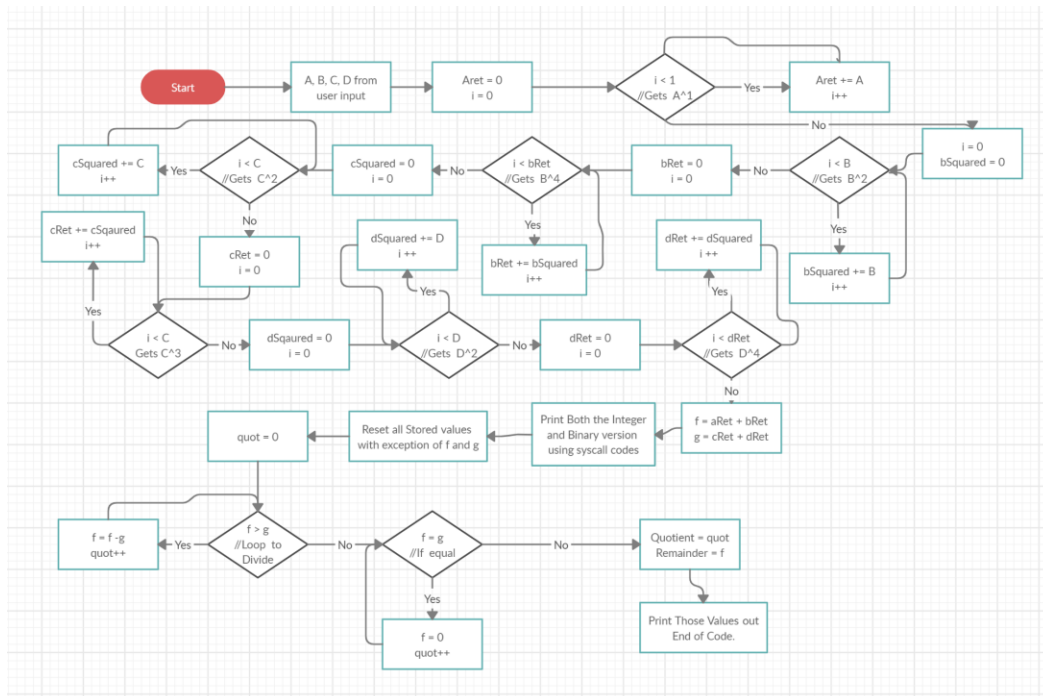 Start
A, B, C, D from
user input
Aret = 0
i = 0
i < 1
//Gets A^1
Yes
Aret += A
i++
No
i = 0
bSquared = 0
i < B
//Gets B^2
Yes
bSquared += B
i++
No
bRet = 0
i = 0
i < bRet
//Gets B^4
Yes
bRet += bSquared
i++
No
cSquared = 0
i = 0
i < C
//Gets C^2
Yes
cSquared += C
i++
No
cRet = 0
i = 0
i < C
Gets C^3
Yes
cRet += cSqaured
i++
No
dSqaured = 0
i = 0
i < D
//Gets D^2
Yes
dSquared += D
i ++
No
dRet = 0
i = 0
i < dRet
//Gets D^4
Yes
dRet += dSquared
i ++
No
f = aRet + bRet
g = cRet + dRet
Print Both the Integer
and Binary version
using syscall codes
Reset all Stored values
with exception of f and g
quot = 0
f > g
//Loop to
Divide
Yes
f = f -g
quot++
No
f = g
//If equal
Yes
f = 0
quot++
No
Quotient = quot
Remainder = f
Print Those Values out
End of Code.